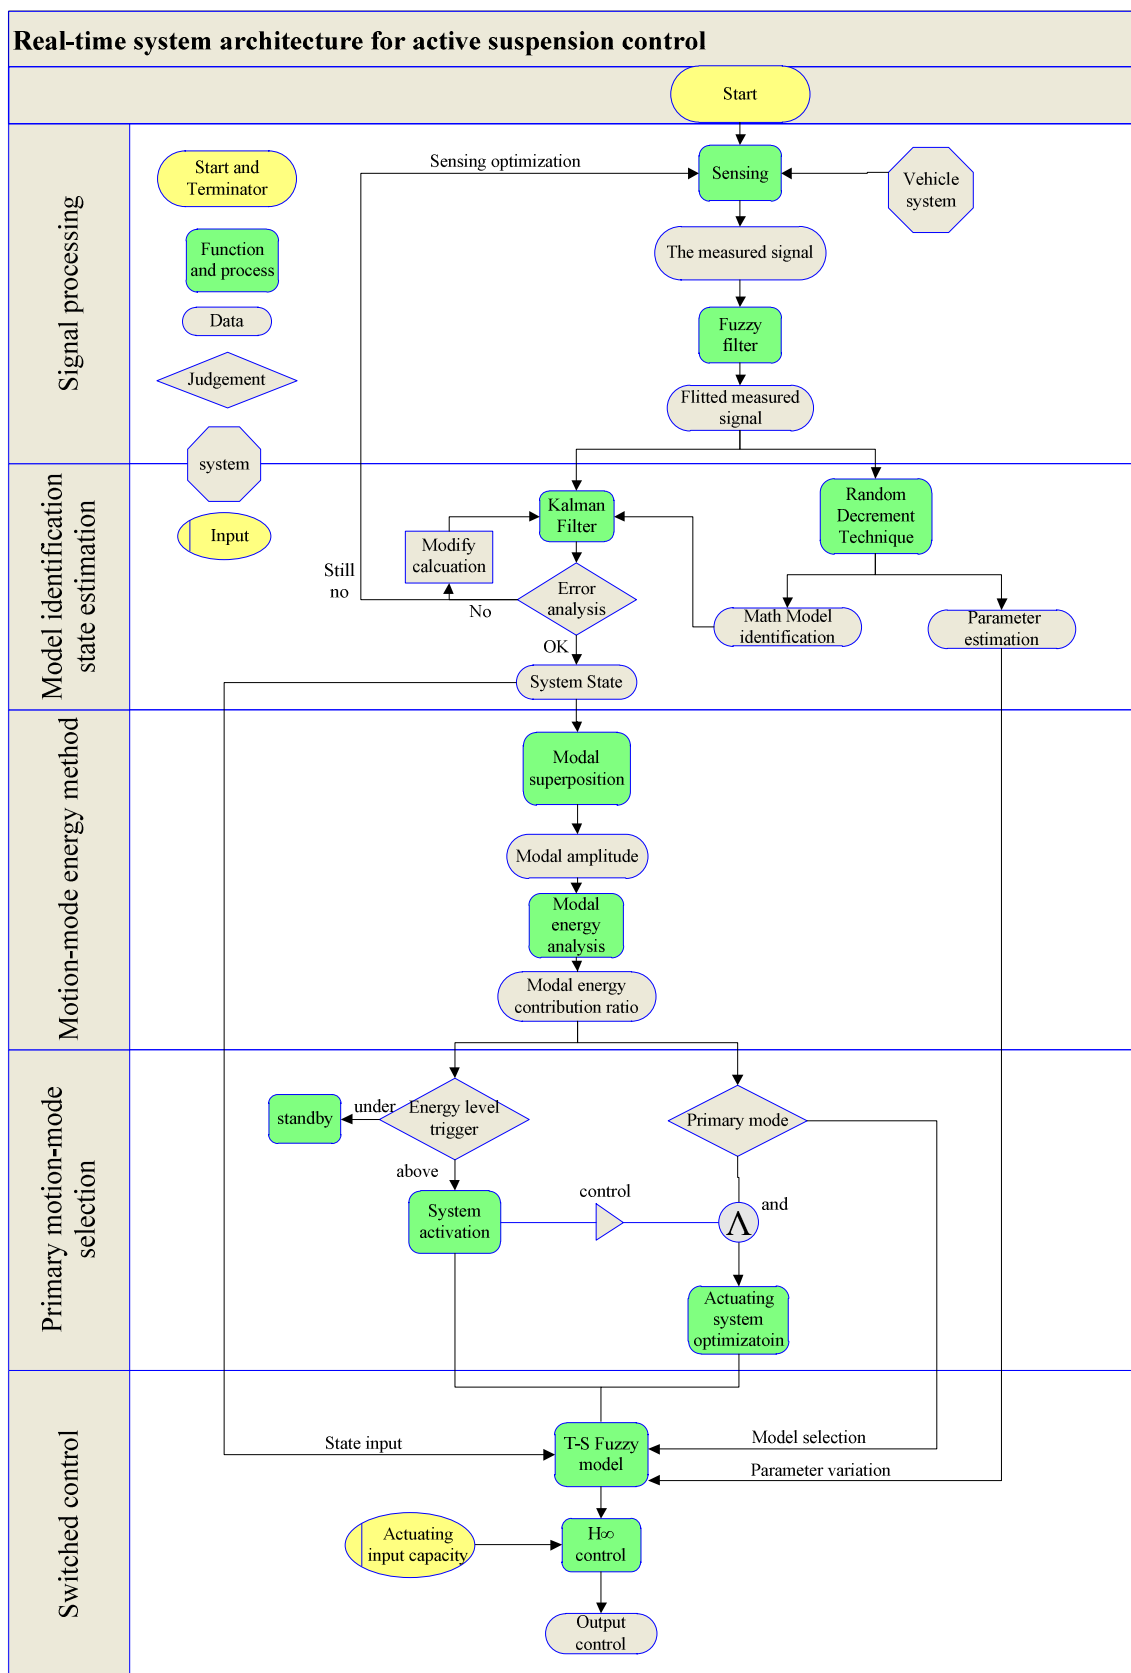 Real-time system architecture for active suspension control
Start
Signal processing
Start and
Terminator
Function
and process
Data
Judgement
system
Input
Sensing optimization
Sensing
Vehicle
system
The measured signal
Fuzzy
filter
Flitted measured
signal
Model identification
state estimation
Kalman
Filter
Random
Decrement
Technique
Modify
calcuation
Still
no
No
Error
analysis
OK
Math Model
identification
Parameter
estimation
System State
Motion-mode energy method
Modal
superposition
Modal amplitude
Modal
energy
analysis
Modal energy
contribution ratio
Primary motion-mode
selection
standby
under
Energy level
trigger
Primary mode
above
System
activation
control
Λ
and
Actuating
system
optimizatoin
Switched control
State input
T-S Fuzzy
model
Model selection
Parameter variation
Actuating
input capacity
H∞
control
Output
control